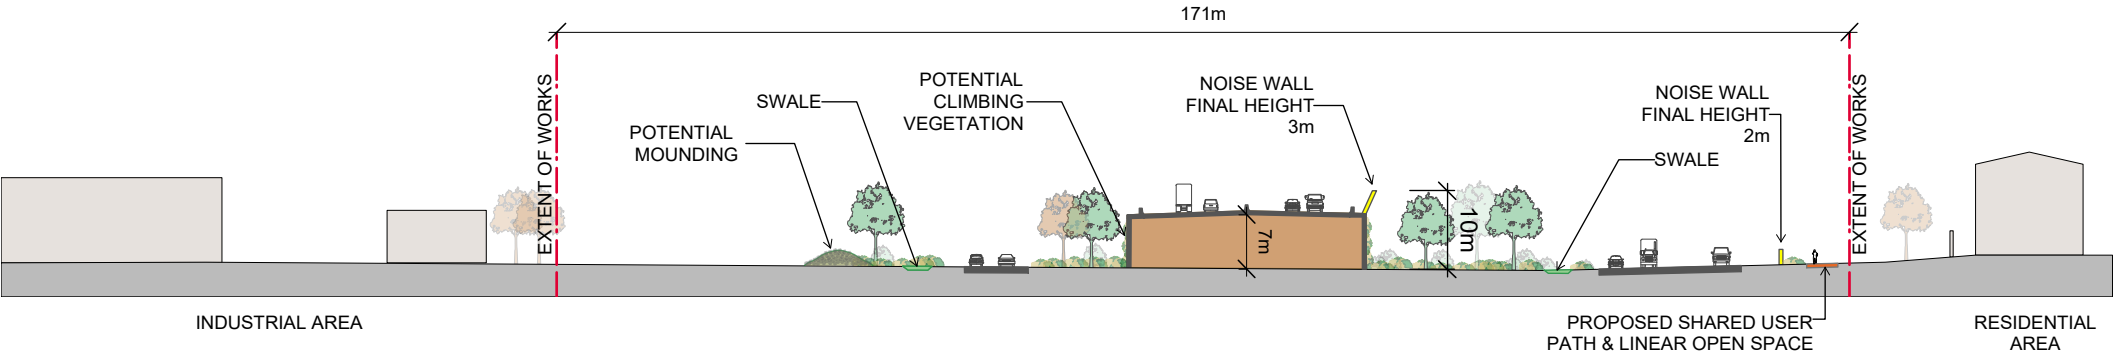 171m
EXTENT OF WORKS
POTENTIAL
MOUNDING
SWALE
POTENTIAL
CLIMBING
VEGETATION
NOISE WALL
FINAL HEIGHT
3m
7m
10m
NOISE WALL
FINAL HEIGHT
2m
SWALE
EXTENT OF WORKS
INDUSTRIAL AREA
PROPOSED SHARED USER
PATH & LINEAR OPEN SPACE
RESIDENTIAL
AREA